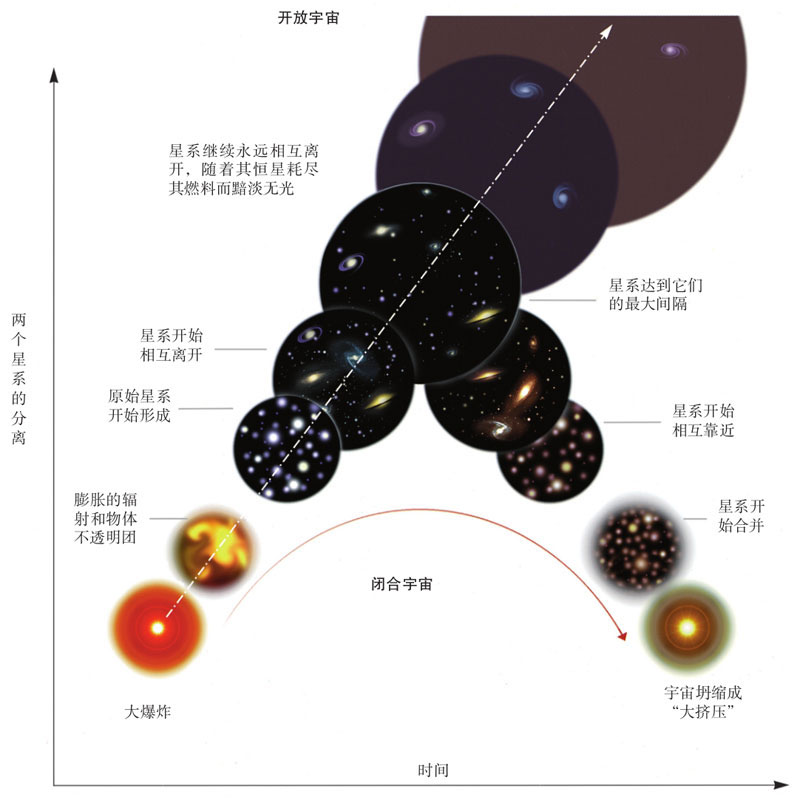 开放宇宙
星系继续永远相互离
开，随着其恒星耗尽
其燃料而黯淡无光
星系达到它们
的最大间隔
两个星系的分离
星系开始
相互离开
原始星系
开始形成
星系开始
相互靠近
膨胀的辐
射和物体
不透明团
星系开
始合并
闭合宇宙
大爆炸
宇宙坍缩成
“大挤压”
时间